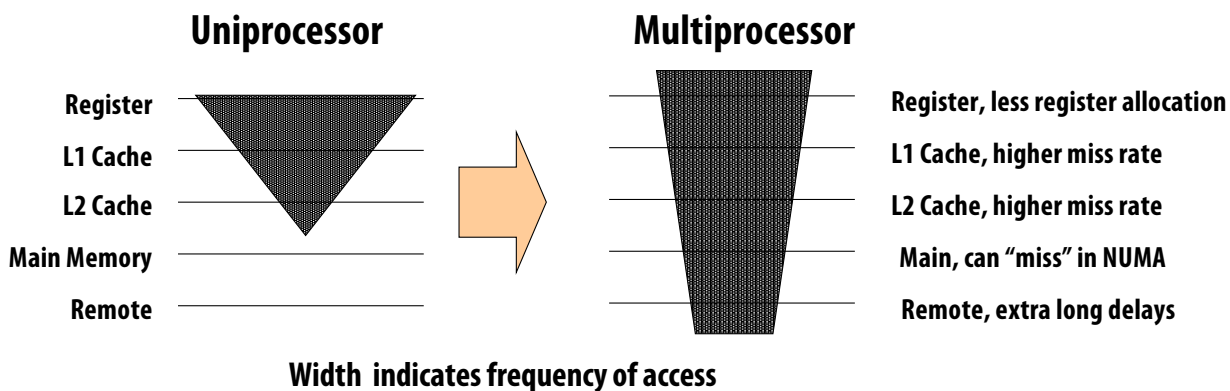 Uniprocessor
Multiprocessor
Register
L1 Cache
L2 Cache
Main Memory
Remote
Register, less register allocation
L1 Cache, higher miss rate
L2 Cache, higher miss rate
Main, can “miss” in NUMA
Remote, extra long delays
Width indicates frequency of access